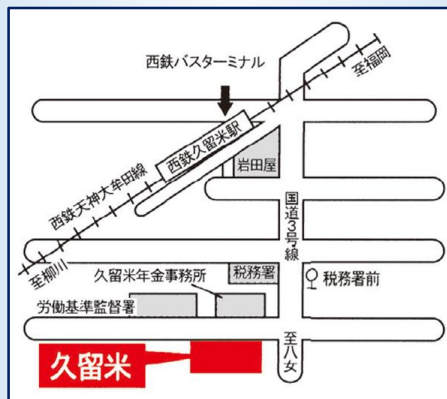 西鉄バスターミナル
至福岡
西鉄久留米駅
岩田屋
西鉄天神大牟田線
国道3号線
至柳川
久留米年金事務所
税務署
税務署前
労働基準監督署
至八女
久留米